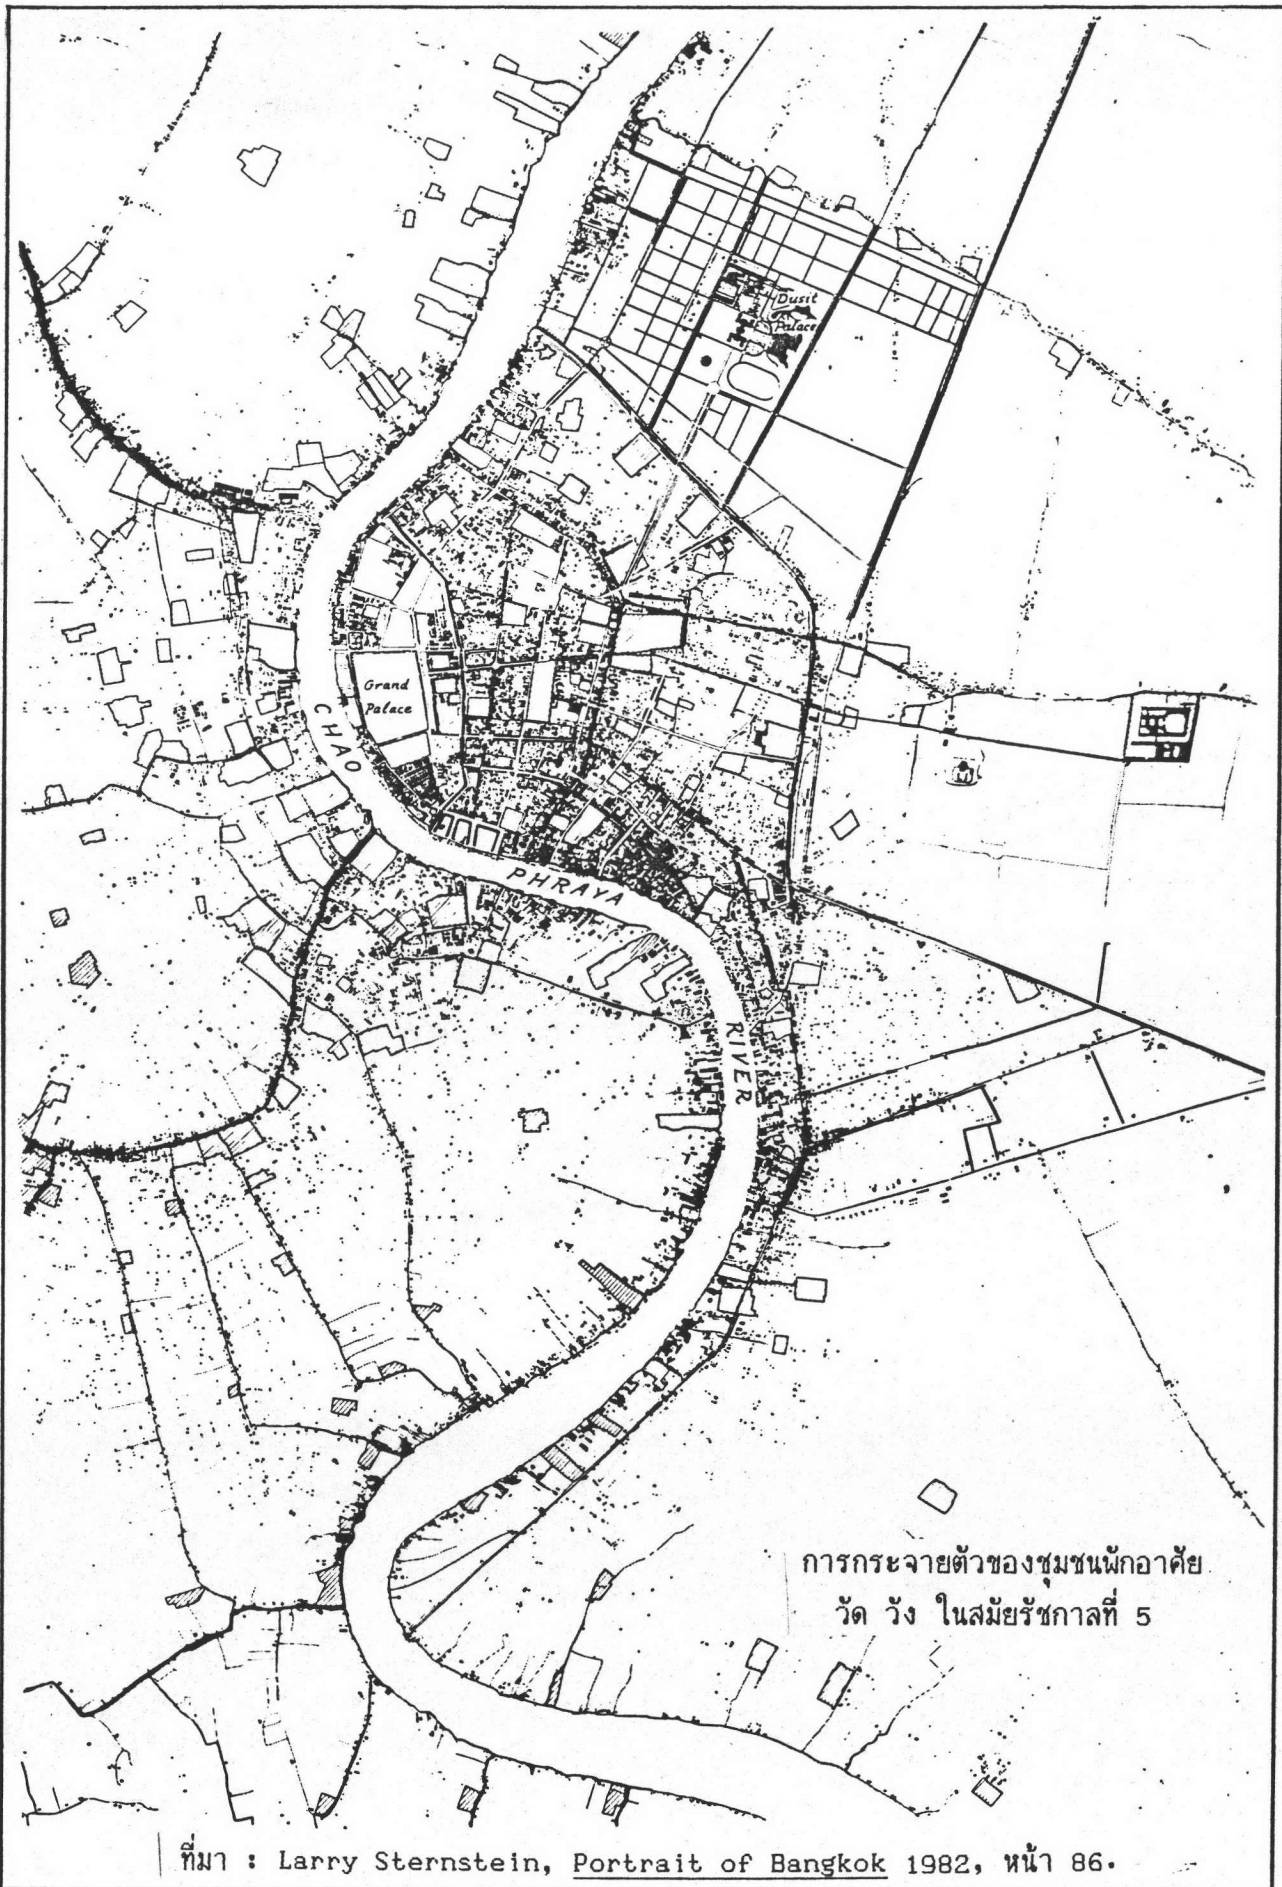 Dusit
Palace
Grand
Palace
CHAO
PHRAYA
RIVER
การกระจายตัวของชุมชนพักอาศัย
วัด วัง ในสมัยรัชกาลที่ 5
ที่มา : Larry Sternstein, Portrait of Bangkok 1982, หน้า 86.